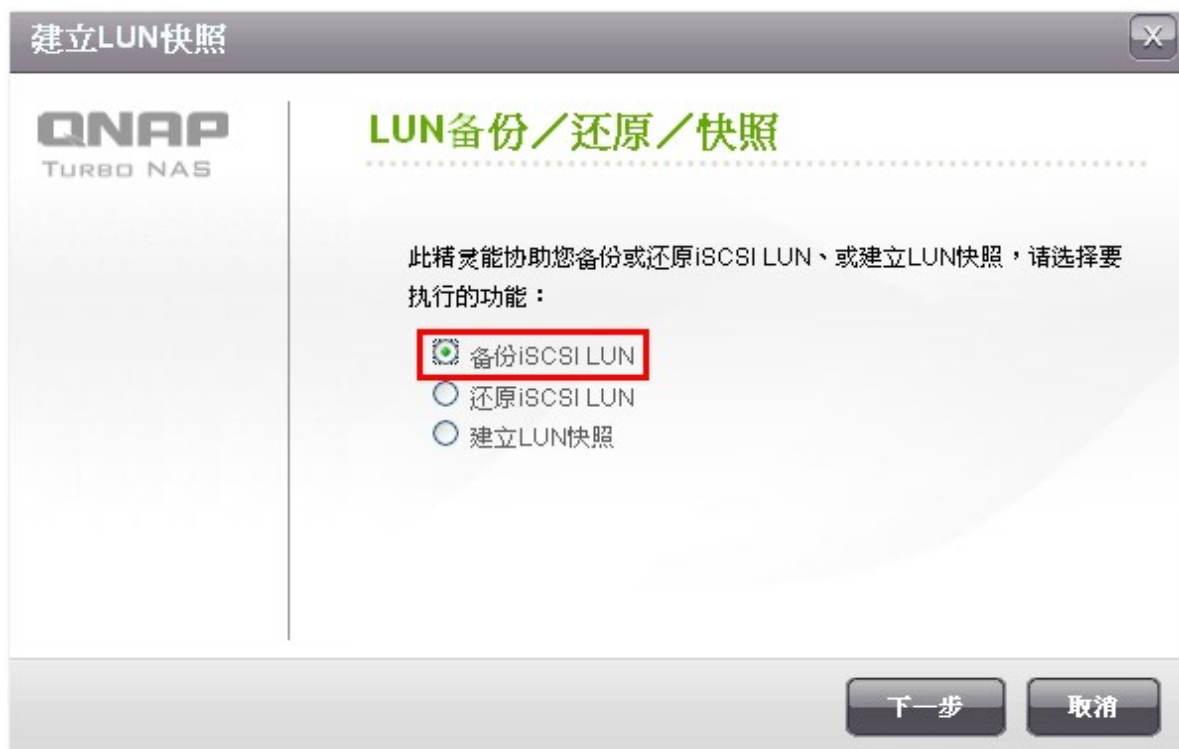 建立LUN快照
X
QNAP
TURBO NAS
LUN备份／还原／快照
此精灵能协助您备份或还原iSCSI LUN、或建立LUN快照，请选择要
执行的功能：
备份iSCSI LUN
还原iSCSI LUN
建立LUN快照
下一步
取消